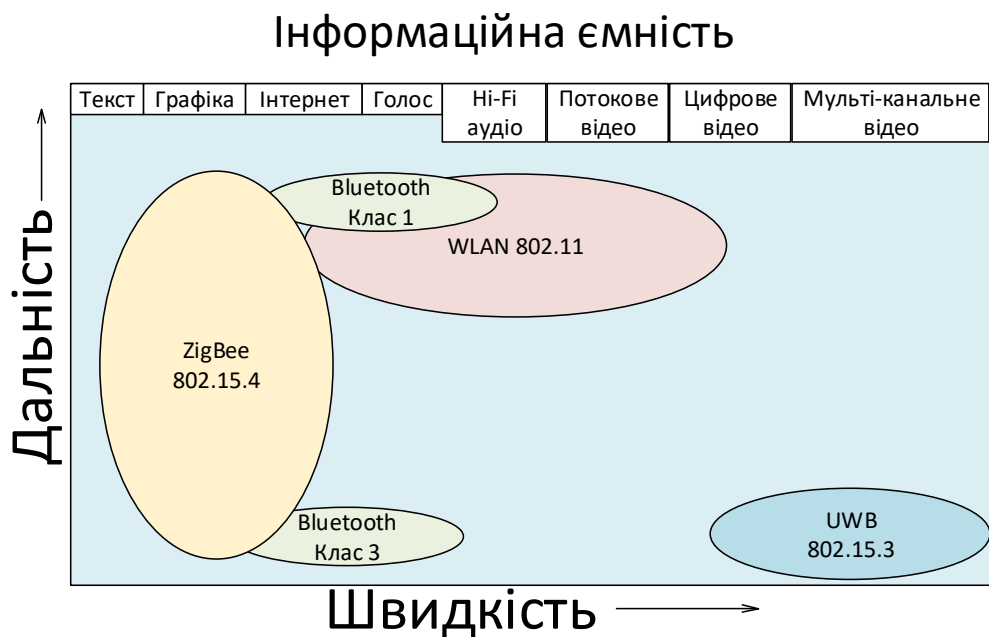 Інформаційна ємність
Текст
Графіка
Інтернет
Голос
Hi-Fi
аудіо
Потокове
відео
Цифрове
відео
Мульти-канальне
відео
Дальність
Bluetooth
Клас 1
WLAN 802.11
ZigBee
802.15.4
Bluetooth
Клас 3
UWB
802.15.3
Швидкість